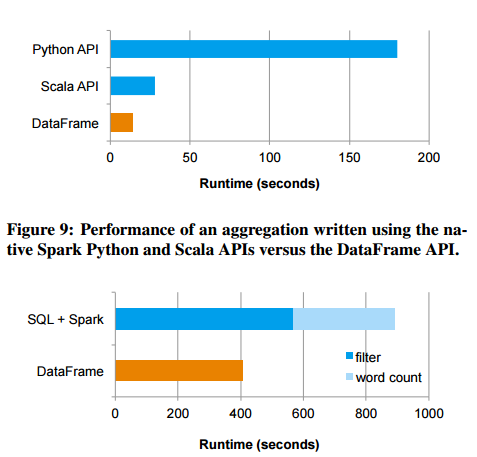 Python API
Scala API
DataFrame
0 50 100 150 200
Runtime (seconds)
Figure 9: Performance of an aggregation written using the na-
tive Spark Python and Scala APIs versus the DataFrame API.
SQL + Spark
DataFrame
filter
word count
0 200 400 600 800 1000
Runtime (seconds)